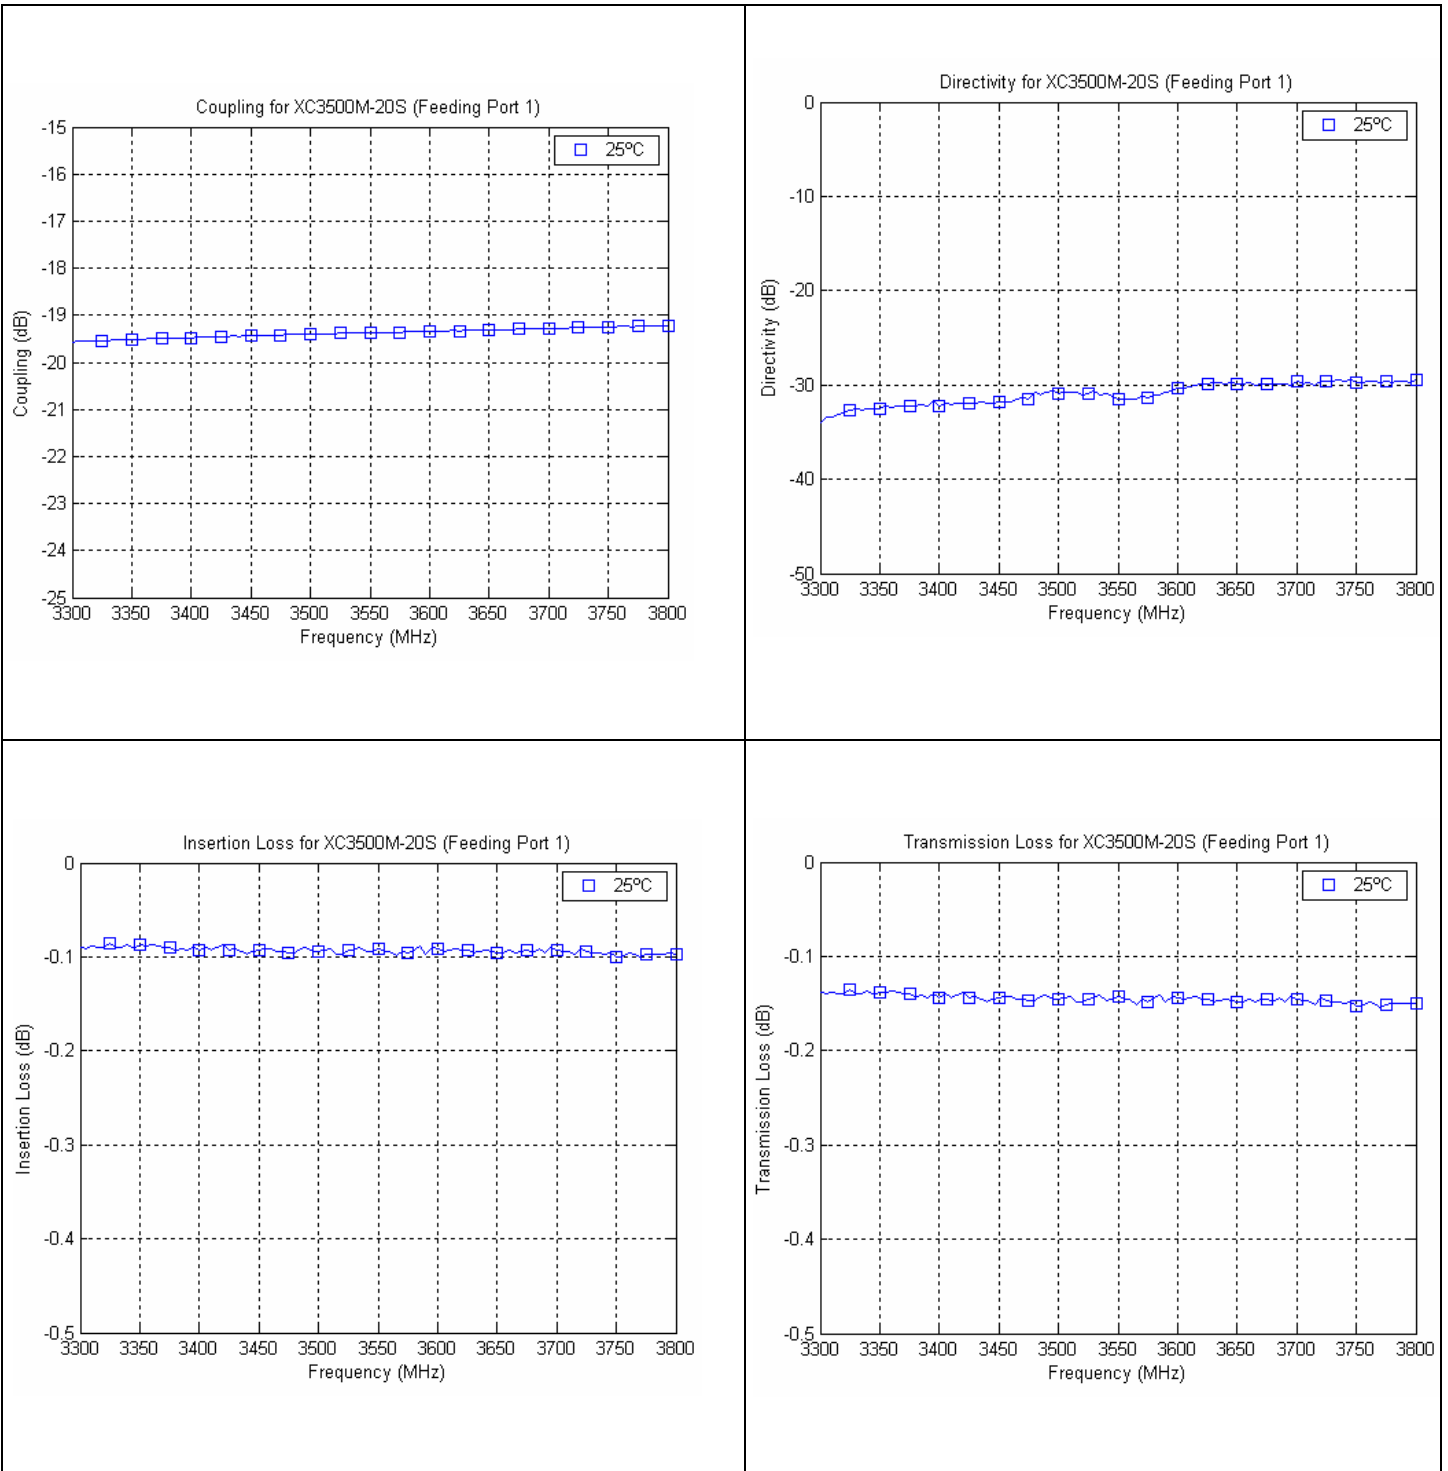 Coupling for XC3500M-20S (Feeding Port 1)
25ºC
-15
-16
-17
-18
-19
-20
-21
-22
-23
-24
-25
Coupling (dB)
3300 3350 3400 3450 3500 3550 3600 3650 3700 3750 3800
Frequency (MHz)
Directivity for XC3500M-20S (Feeding Port 1)
25ºC
0
-10
-20
-30
-40
-50
Directivity (dB)
3300 3350 3400 3450 3500 3550 3600 3650 3700 3750 3800
Frequency (MHz)
Insertion Loss for XC3500M-20S (Feeding Port 1)
25ºC
0
-0.1
-0.2
-0.3
-0.4
-0.5
Insertion Loss (dB)
3300 3350 3400 3450 3500 3550 3600 3650 3700 3750 3800
Frequency (MHz)
Transmission Loss for XC3500M-20S (Feeding Port 1)
25ºC
0
-0.1
-0.2
-0.3
-0.4
-0.5
Transmission Loss (dB)
3300 3350 3400 3450 3500 3550 3600 3650 3700 3750 3800
Frequency (MHz)